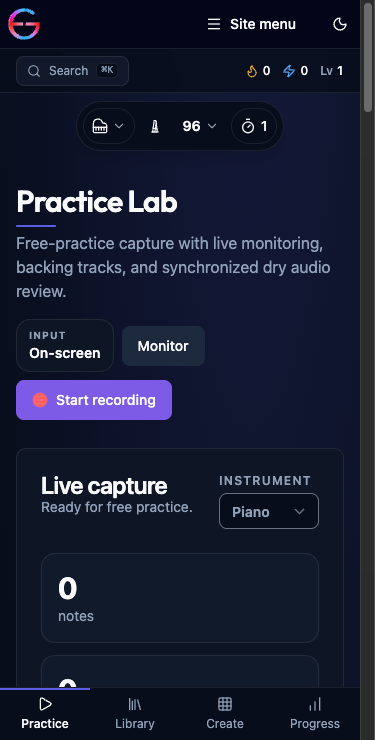 Site menu
Search ⌘K 0 0 Lv 1
96 1
Practice Lab
Free-practice capture with live monitoring,
backing tracks, and synchronized dry audio
review.
INPUT
On-screen
Monitor
Start recording
Live capture
Ready for free practice.
INSTRUMENT
Piano
0
notes
0
Practice Library Create Progress